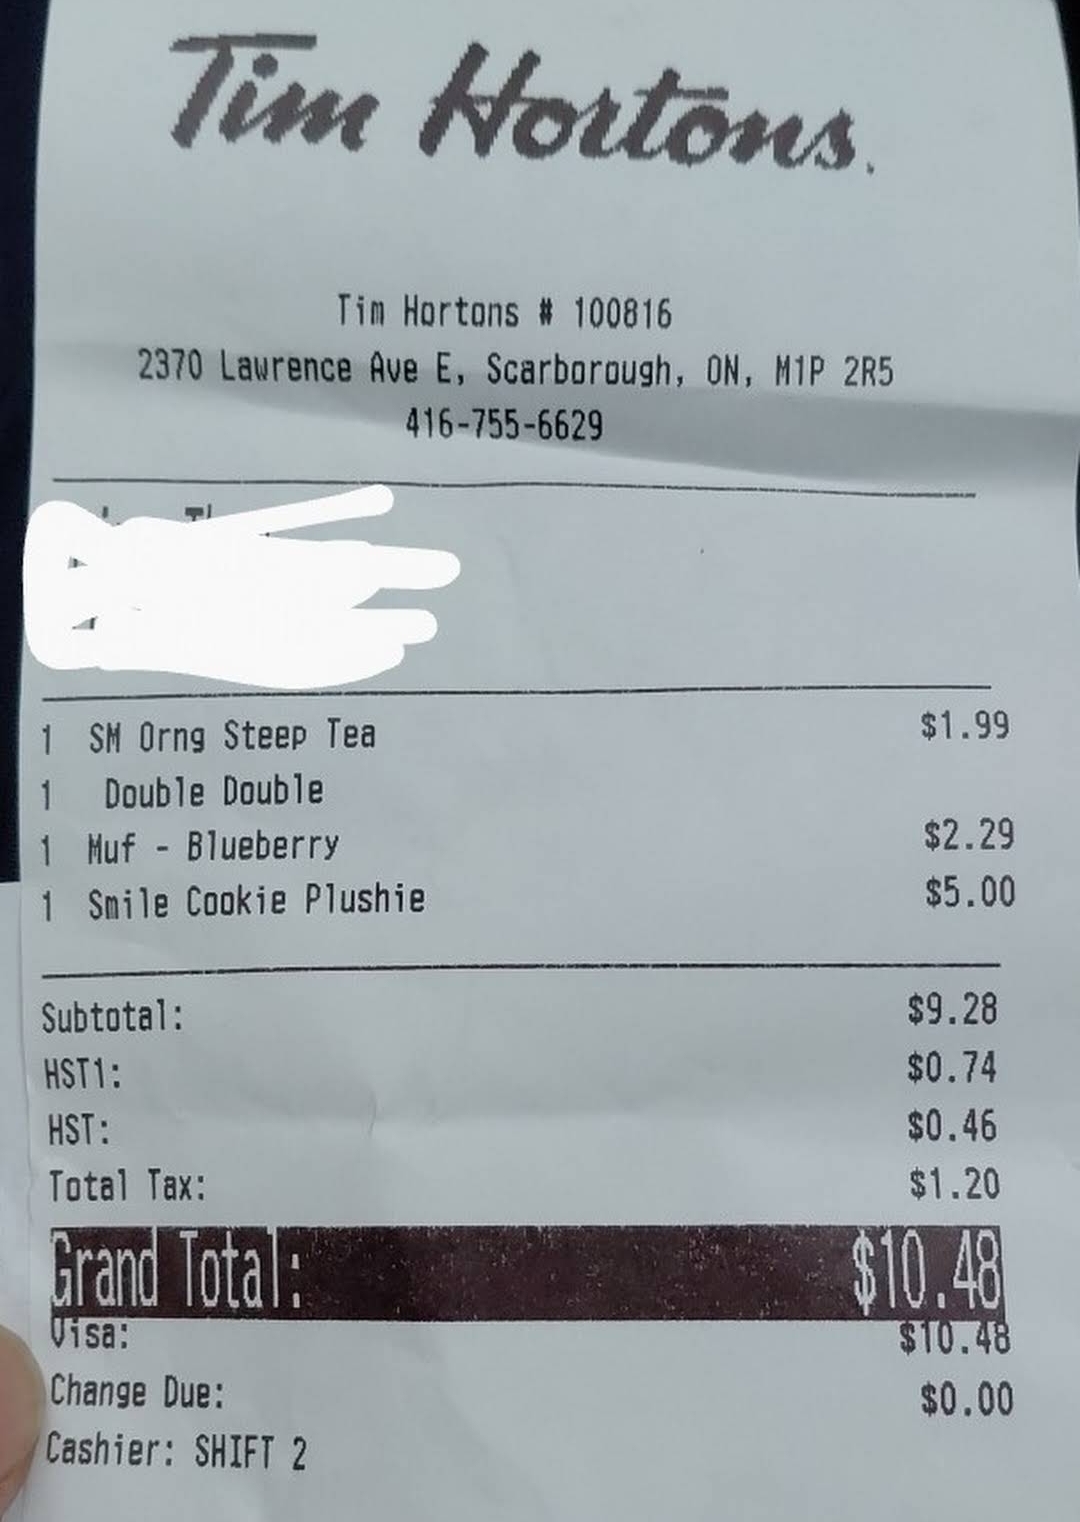 Tim Hortons.
Tim Hortons # 100816
2370 Lawrence Ave E, Scarborough, ON, M1P 2R5
416-755-6629
1 SM Orng Steep Tea $1.99
1 Double Double
1 Muf - Blueberry $2.29
1 Smile Cookie Plushie $5.00
Subtotal: $9.28
HST1: $0.74
HST: $0.46
Total Tax: $1.20
Grand Total: $10.48
Visa: $10.48
Change Due: $0.00
Cashier: SHIFT 2